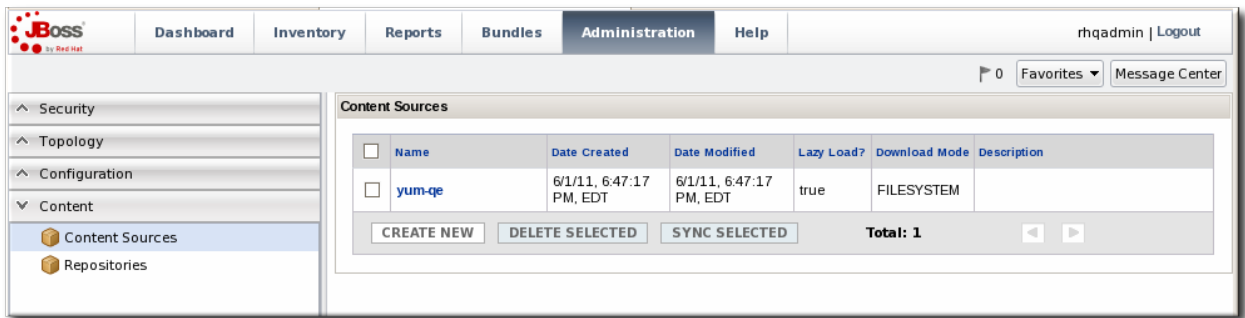 JBoss
by Red Hat
Dashboard Inventory Reports Bundles Administration Help
rhqadmin | Logout
0 Favorites Message Center
Security
Topology
Configuration
Content
Content Sources
Repositories
Content Sources
Name Date Created Date Modified Lazy Load? Download Mode Description
yum-qe 6/1/11, 6:47:17 PM, EDT 6/1/11, 6:47:17 PM, EDT true FILESYSTEM
CREATE NEW DELETE SELECTED SYNC SELECTED Total: 1